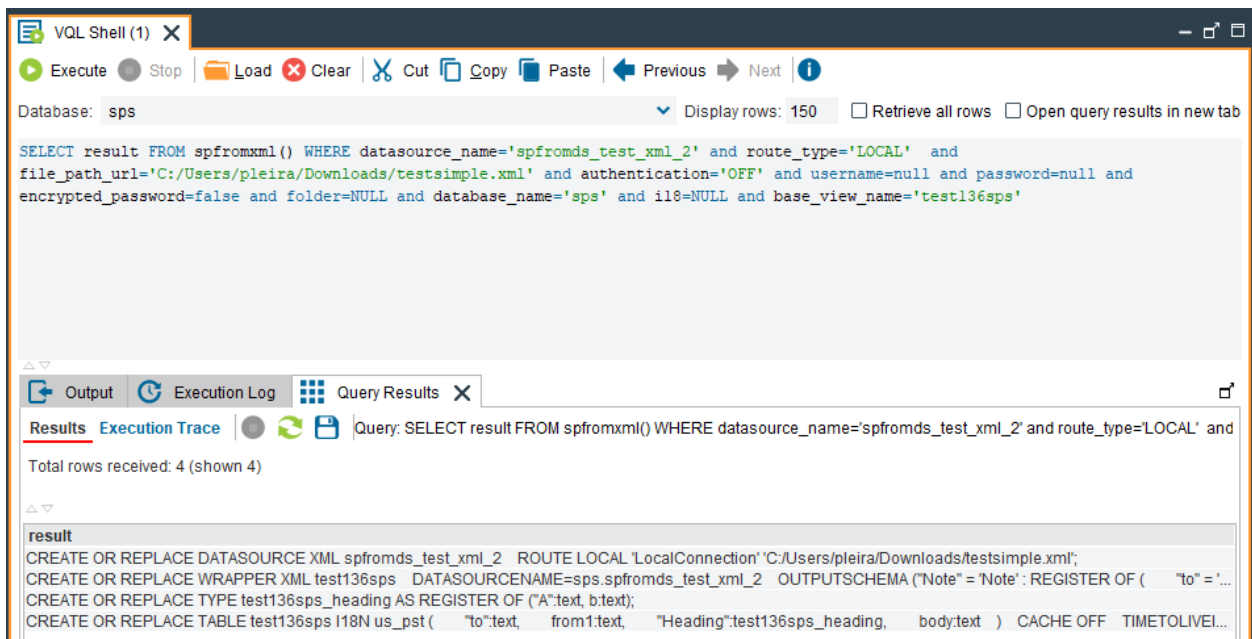 VQL Shell (1)
Execute Stop Load Clear Cut Copy Paste Previous Next
Database: sps Display rows: 150 Retrieve all rows Open query results in new tab
SELECT result FROM spfromxml() WHERE datasource_name='spfromds_test_xml_2' and route_type='LOCAL' and
file_path_url='C:/Users/pleira/Downloads/testsimple.xml' and authentication='OFF' and username=null and password=null and
encrypted_password=false and folder=NULL and database_name='sps' and i18=NULL and base_view_name='test136sps'
Output Execution Log Query Results
Results Execution Trace Query: SELECT result FROM spfromxml() WHERE datasource_name='spfromds_test_xml_2' and route_type='LOCAL' and
Total rows received: 4 (shown 4)
result
CREATE OR REPLACE DATASOURCE XML spfromds_test_xml_2 ROUTE LOCAL 'LocalConnection' 'C:/Users/pleira/Downloads/testsimple.xml';
CREATE OR REPLACE WRAPPER XML test136sps DATASOURCENAME=sps.spfromds_test_xml_2 OUTPUTSCHEMA ("Note" = 'Note' : REGISTER OF ( "to" = '...
CREATE OR REPLACE TYPE test136sps_heading AS REGISTER OF ("A":text, b:text);
CREATE OR REPLACE TABLE test136sps I18N us_pst ( "to":text, from1:text, "Heading":test136sps_heading, body:text ) CACHE OFF TIMETOLIVEI...